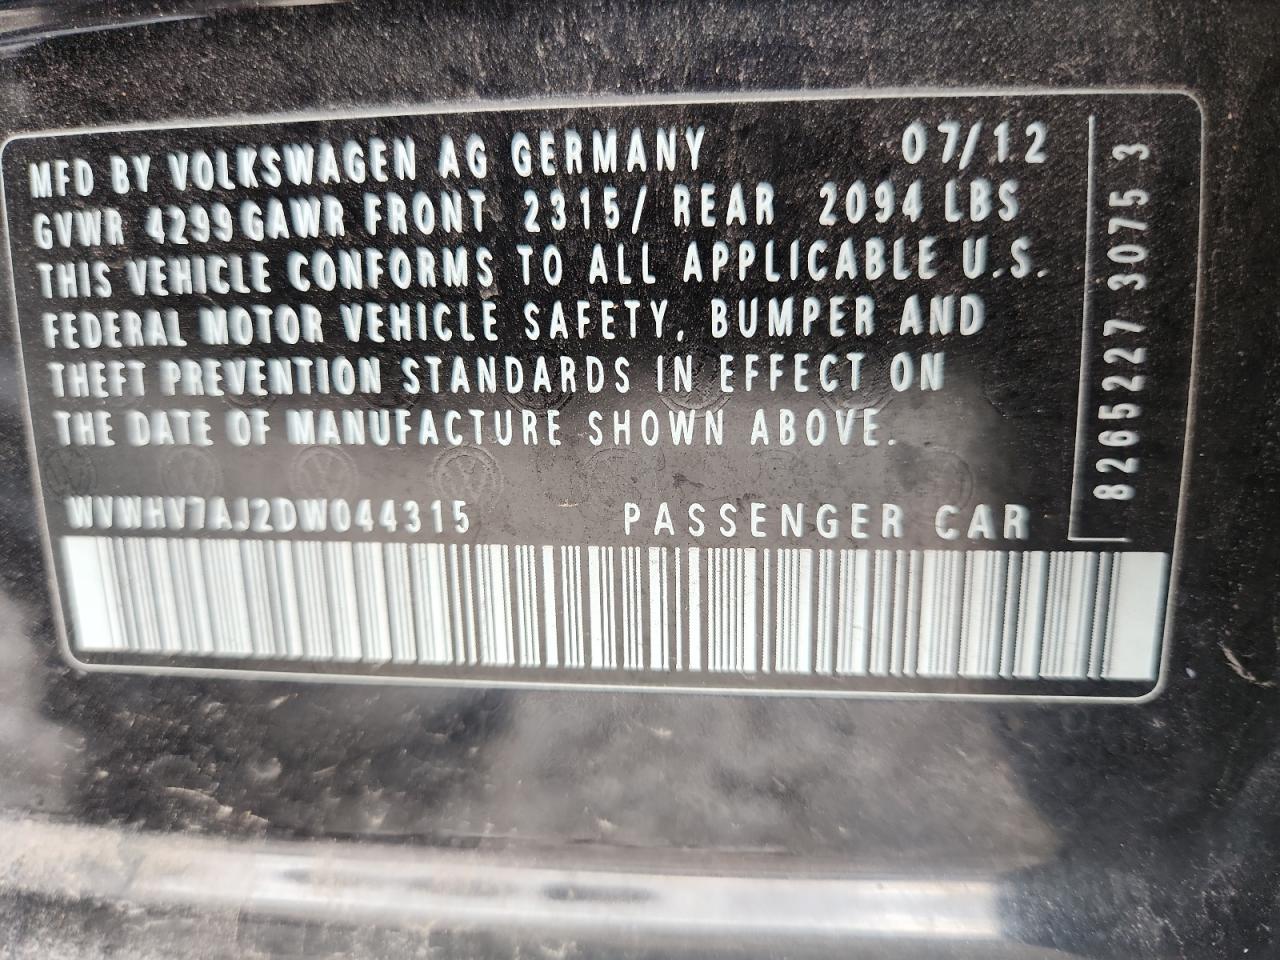 MFD BY VOLKSWAGEN AG GERMANY 07/12
GVWR 4299 GAWR FRONT 2315/ REAR 2094 LBS
THIS VEHICLE CONFORMS TO ALL APPLICABLE U.S.
FEDERAL MOTOR VEHICLE SAFETY, BUMPER AND
THEFT PREVENTION STANDARDS IN EFFECT ON
THE DATE OF MANUFACTURE SHOWN ABOVE.
WVWHV7AJ2DW044315 PASSENGER CAR
8265227 3075 3